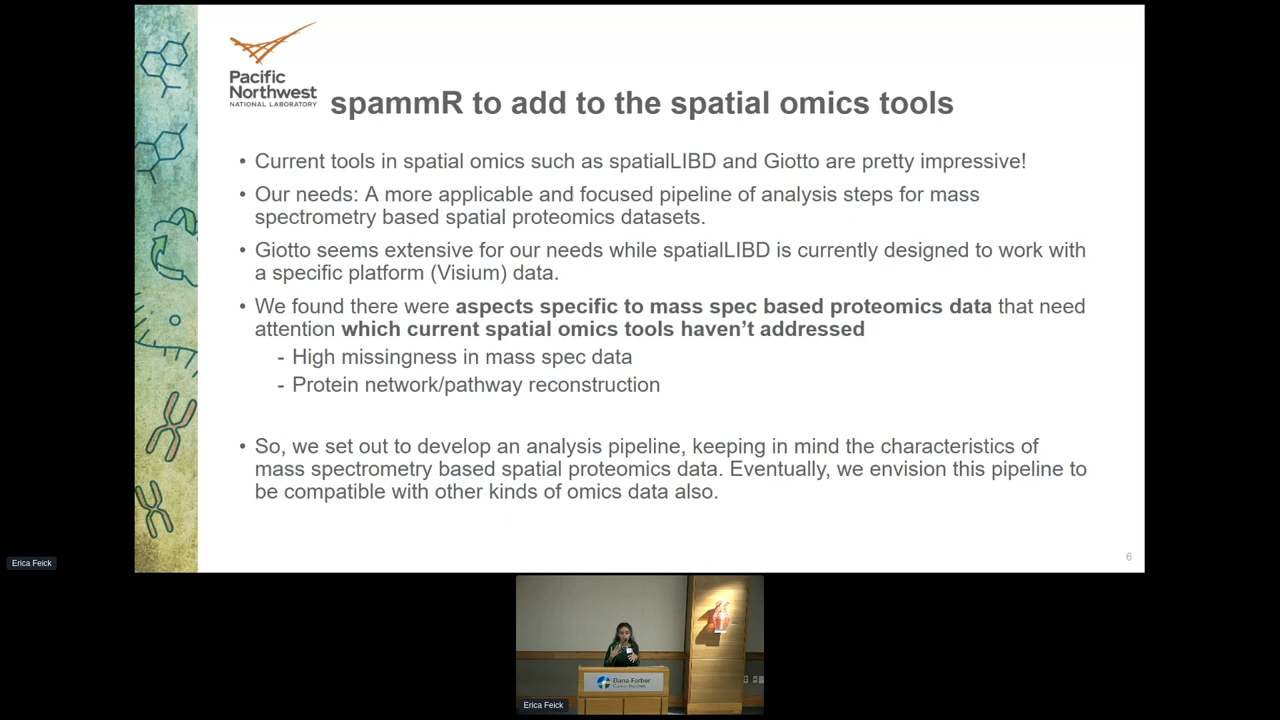 Pacific
Northwest
NATIONAL LABORATORY
spammR to add to the spatial omics tools
• Current tools in spatial omics such as spatialLIBD and Giotto are pretty impressive!
• Our needs: A more applicable and focused pipeline of analysis steps for mass
spectrometry based spatial proteomics datasets.
• Giotto seems extensive for our needs while spatialLIBD is currently designed to work with
a specific platform (Visium) data.
• We found there were aspects specific to mass spec based proteomics data that need
attention which current spatial omics tools haven't addressed
- High missingness in mass spec data
- Protein network/pathway reconstruction
• So, we set out to develop an analysis pipeline, keeping in mind the characteristics of
mass spectrometry based spatial proteomics data. Eventually, we envision this pipeline to
be compatible with other kinds of omics data also.
6
Erica Feick
Dana-Farber
Cancer Institute
Erica Feick